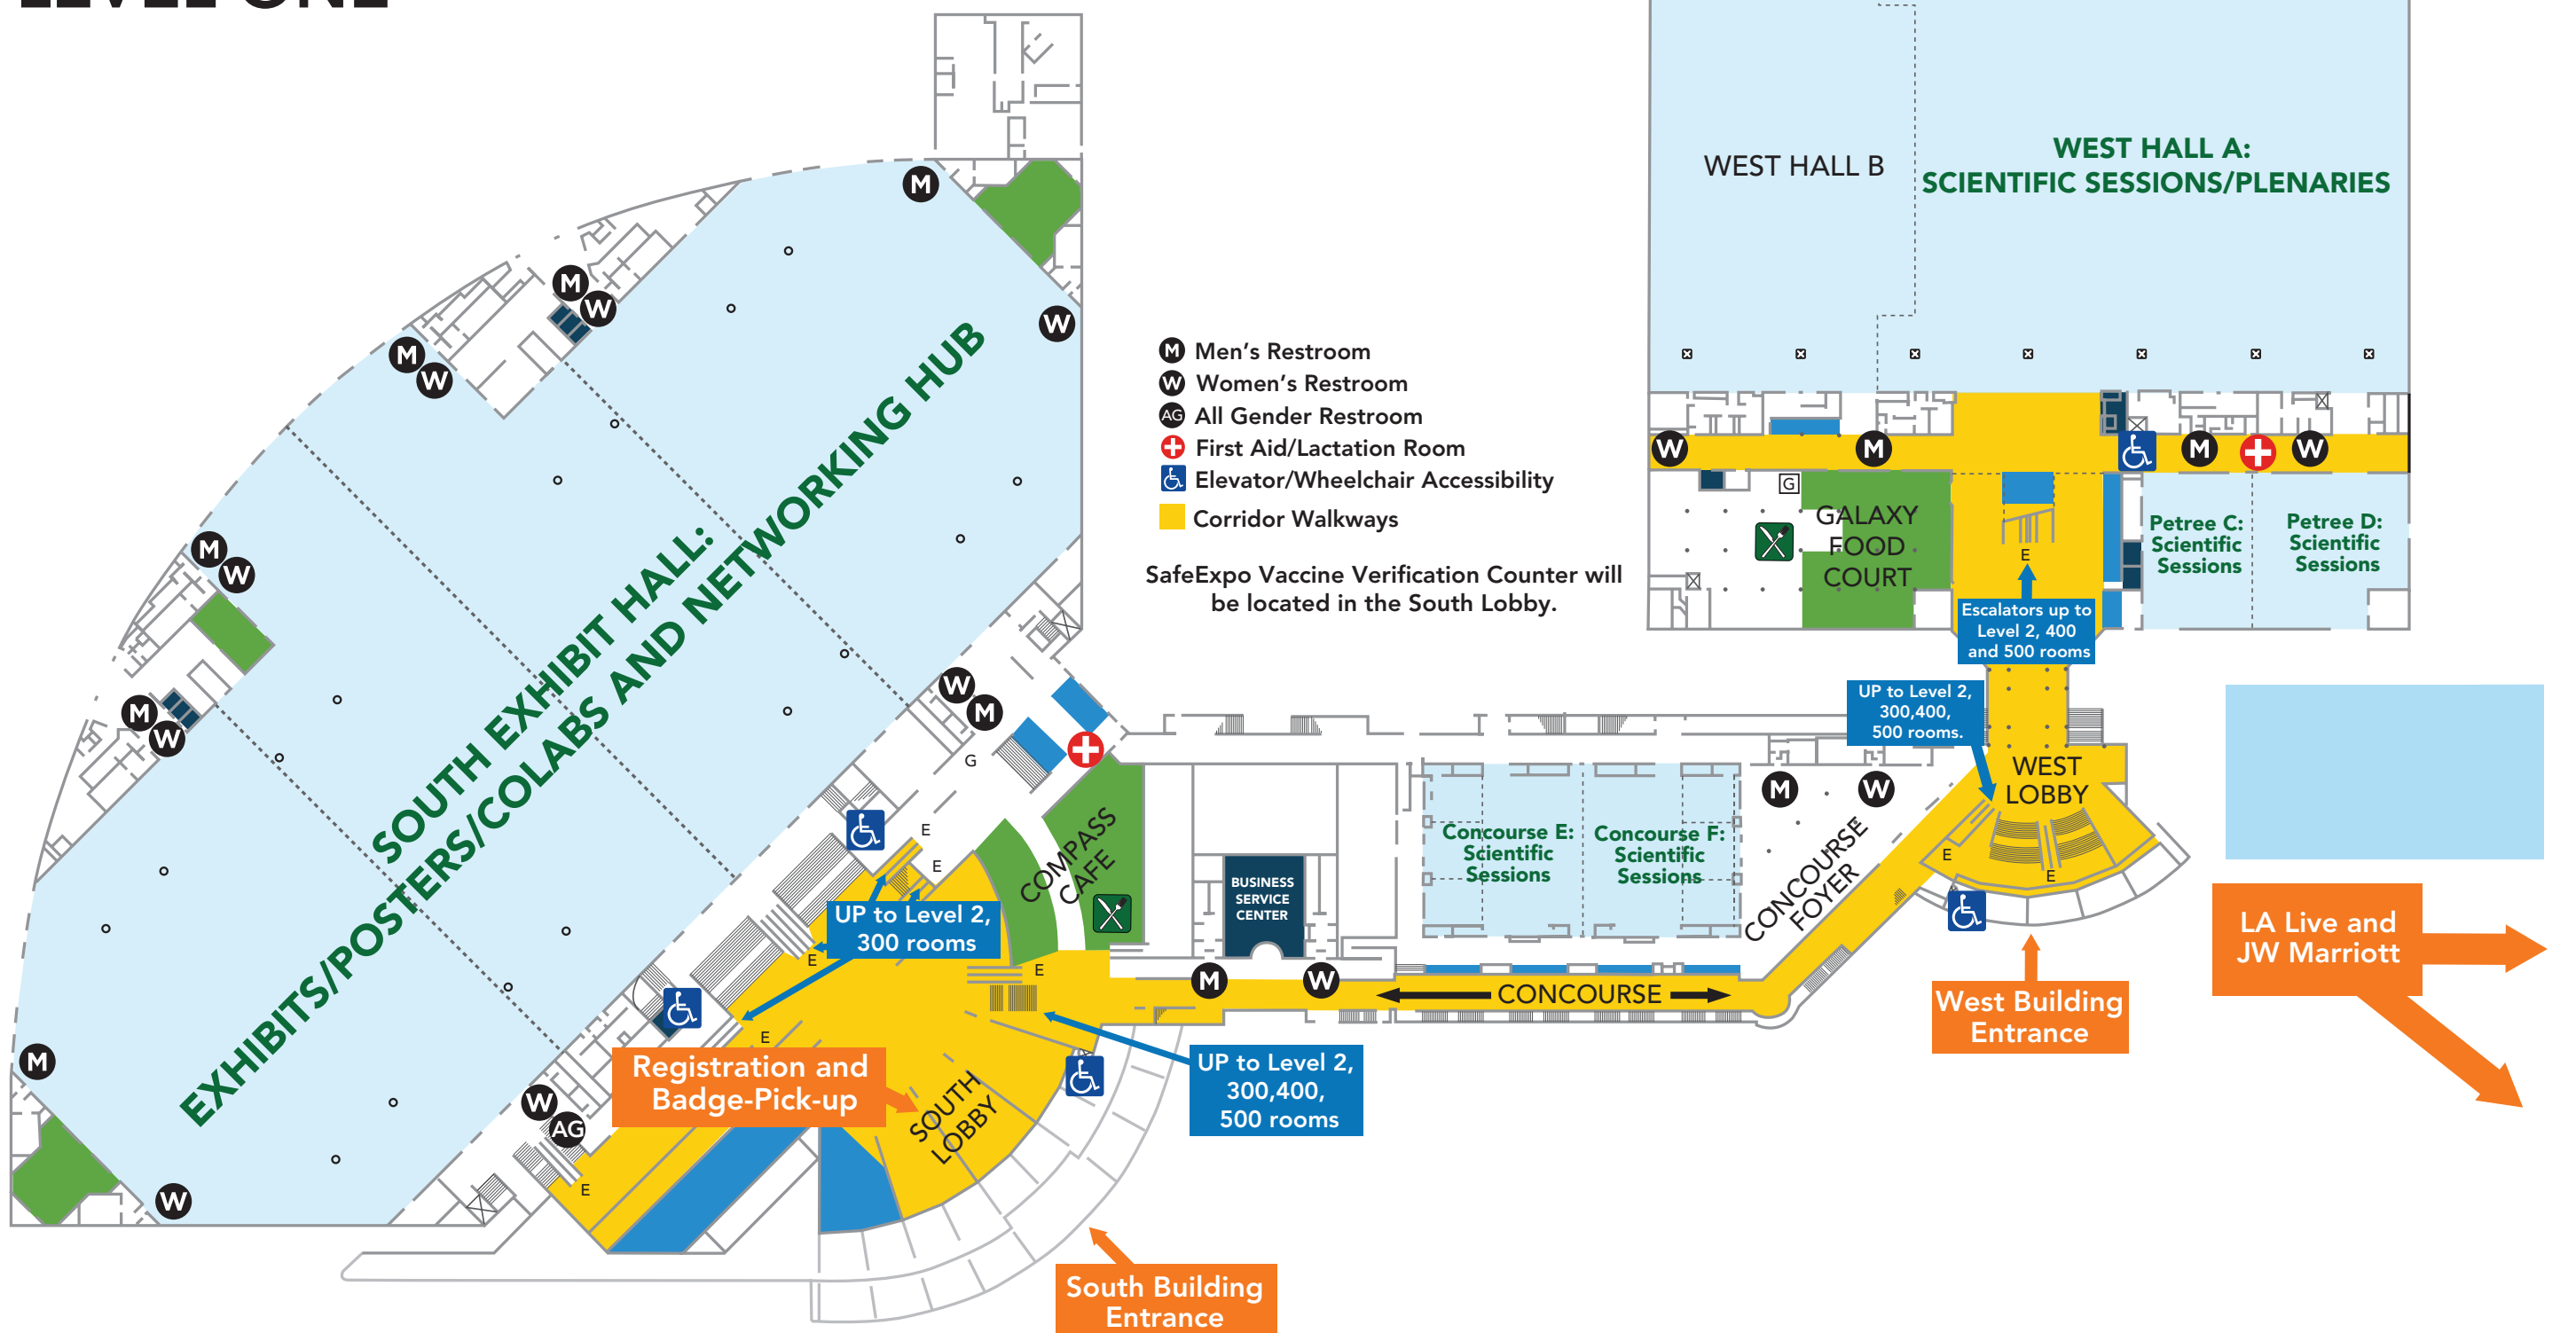 LEVEL ONE
WEST HALL B
WEST HALL A:
SCIENTIFIC SESSIONS/PLENARIES
M
M
W
M
W
W
M
W
M
W
SOUTH EXHIBIT HALL:
EXHIBITS/POSTERS/COLABS AND NETWORKING HUB
M
W
M Men's Restroom
W Women's Restroom
AG All Gender Restroom
First Aid/Lactation Room
Elevator/Wheelchair Accessibility
Corridor Walkways
SafeExpo Vaccine Verification Counter will
be located in the South Lobby.
W
M
M
W
G
GALAXY
FOOD
COURT
E
Escalators up to
Level 2, 400
and 500 rooms
Petree C:
Scientific
Sessions
Petree D:
Scientific
Sessions
W
M
G
E
E
COMPASS
CAFE
BUSINESS
SERVICE
CENTER
Concourse E:
Scientific
Sessions
Concourse F:
Scientific
Sessions
M
W
CONCOURSE
FOYER
UP to Level 2,
300,400,
500 rooms.
WEST
LOBBY
E
E
UP to Level 2,
300 rooms
E
E
E
M
W
CONCOURSE
West Building
Entrance
LA Live and
JW Marriott
Registration and
Badge-Pick-up
SOUTH
LOBBY
UP to Level 2,
300,400,
500 rooms
W
AG
E
W
South Building
Entrance